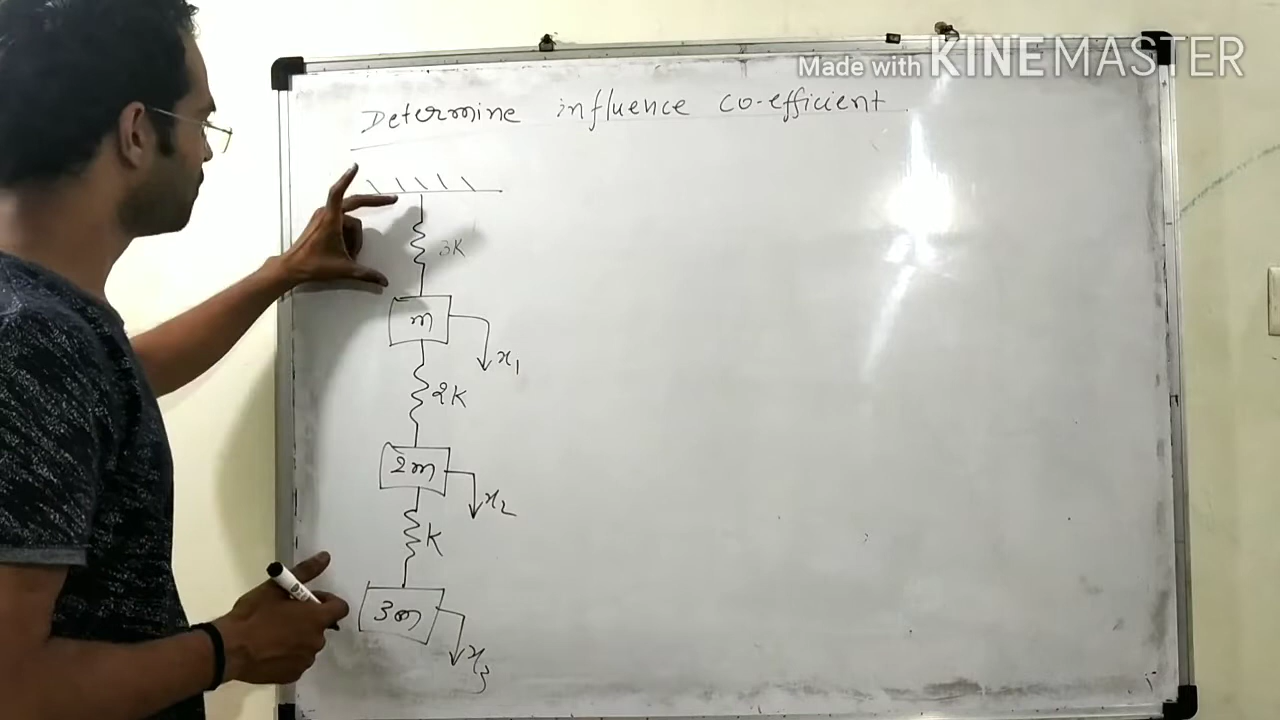 Made with KINEMASTER
Determine influence co-efficient.
3K
m
x1
2K
2m
x2
K
3m
x3